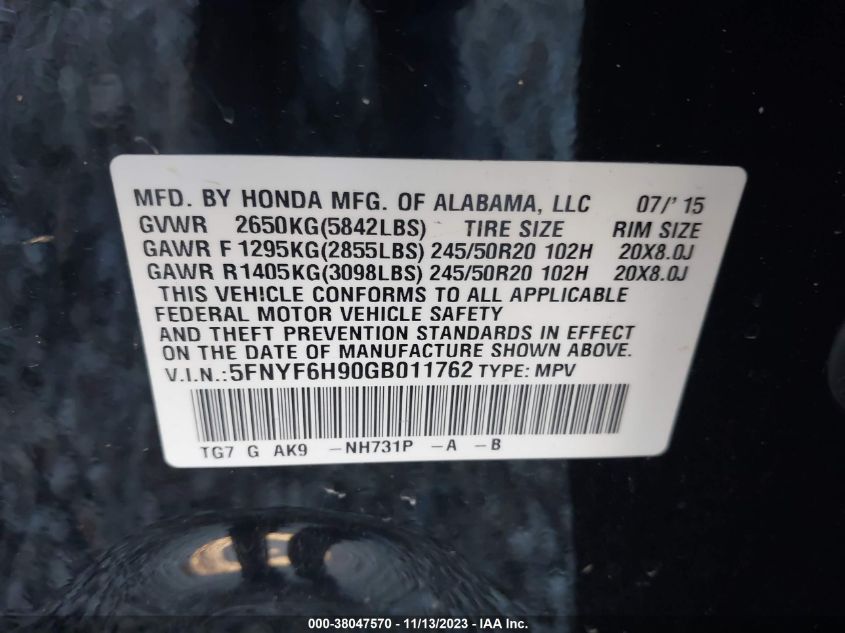 MFD. BY HONDA MFG. OF ALABAMA, LLC 07/' 15
GVWR 2650KG(5842LBS) TIRE SIZE RIM SIZE
GAWR F 1295KG(2855LBS) 245/50R20 102H 20X8.0J
GAWR R1405KG(3098LBS) 245/50R20 102H 20X8.0J
THIS VEHICLE CONFORMS TO ALL APPLICABLE
FEDERAL MOTOR VEHICLE SAFETY
AND THEFT PREVENTION STANDARDS IN EFFECT
ON THE DATE OF MANUFACTURE SHOWN ABOVE.
V.I.N.:5FNYF6H90GB011762 TYPE: MPV
TG7 G AK9 -NH731P -A -B
000-38047570 - 11/13/2023 - IAA Inc.